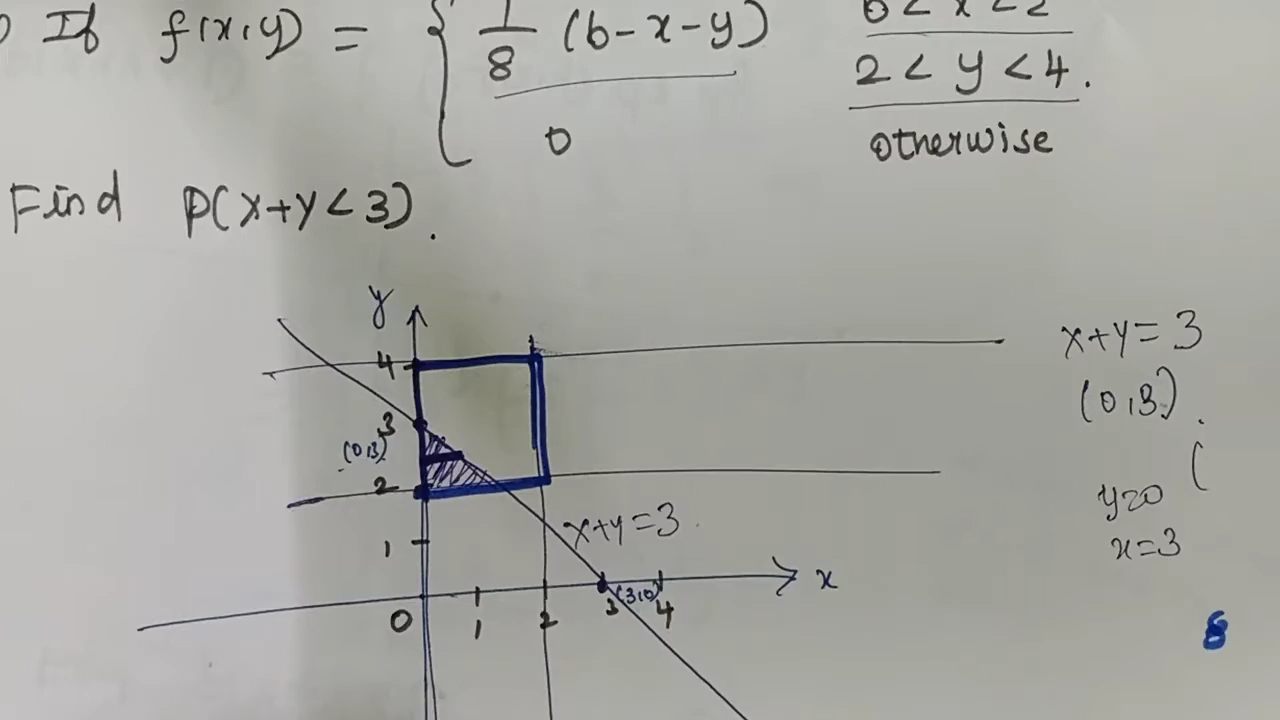 ) If f(x,y) = { 1/8 (6-x-y) 0 < x < 2
2 < y < 4.
0 otherwise
Find P(X+Y<3).
y
4
3
(0,3)
2
1
0
1
2
3
(3,0)
4
x
x+y=3
x+y=3
(0,3).
(
y=0
x=3